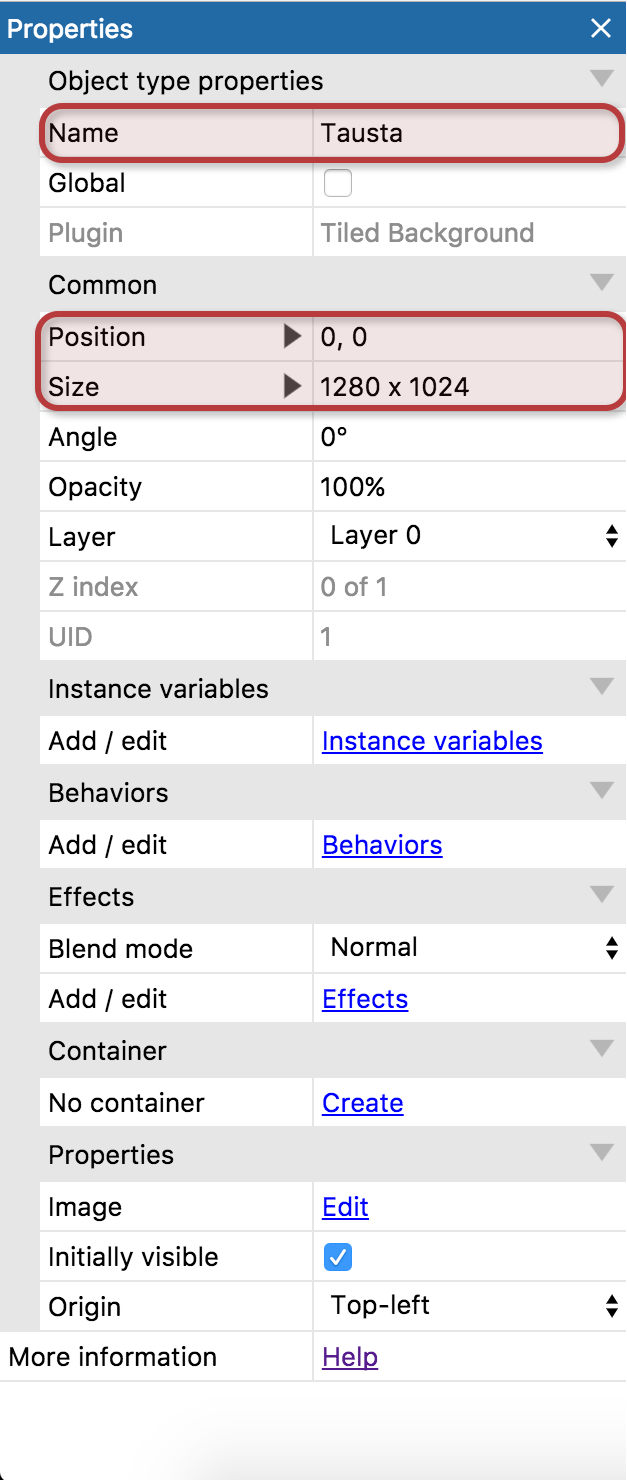 Properties
Object type properties
Name Tausta
Global
Plugin Tiled Background
Common
Position 0, 0
Size 1280 x 1024
Angle 0°
Opacity 100%
Layer Layer 0
Z index 0 of 1
UID 1
Instance variables
Add / edit Instance variables
Behaviors
Add / edit Behaviors
Effects
Blend mode Normal
Add / edit Effects
Container
No container Create
Properties
Image Edit
Initially visible
Origin Top-left
More information Help